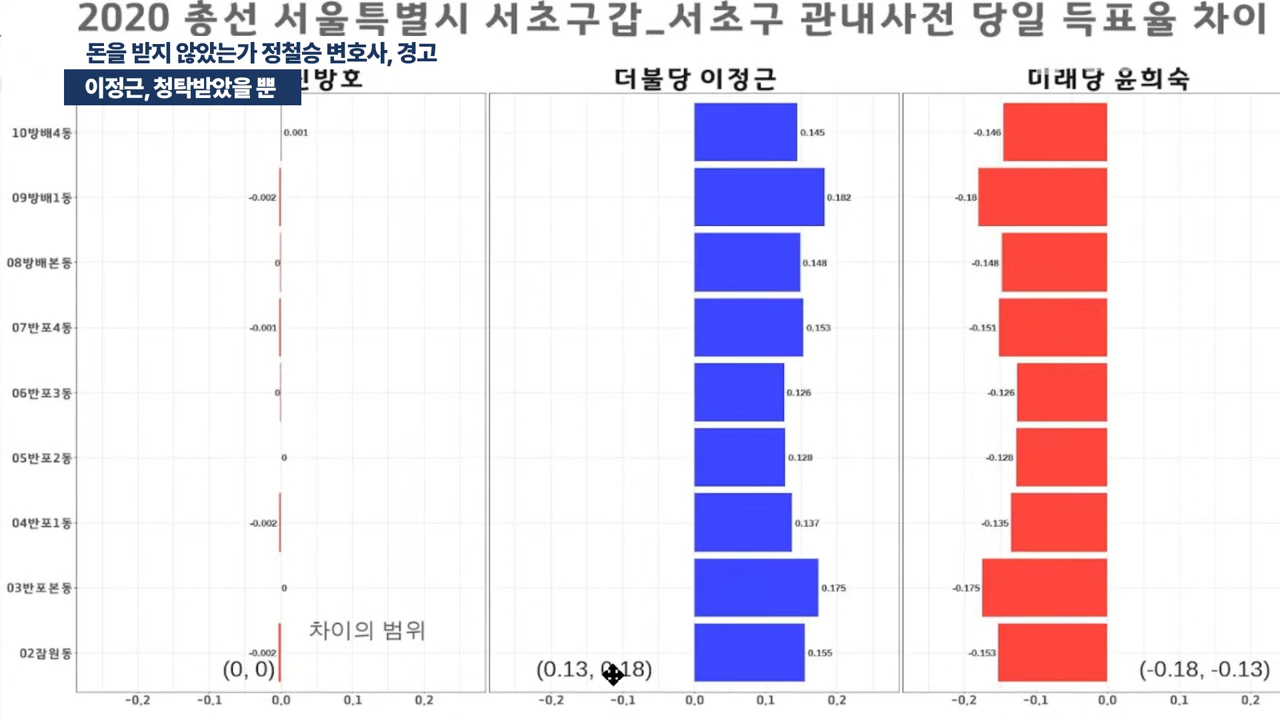 2020 총선 서울특별시 서초구갑_서초구 관내사전 당일 득표율 차이
돈을 받지 않았는가 정철승 변호사, 경고
이정근, 청탁받았을 뿐
민방호
더불당 이정근
미래당 윤희숙
10방배4동 0.001 0.145 -0.146
09방배1동 -0.002 0.182 -0.18
08방배본동 0 0.148 -0.148
07반포4동 -0.001 0.153 -0.151
06반포3동 0 0.126 -0.126
05반포2동 0 0.128 -0.128
04반포1동 -0.002 0.137 -0.135
03반포본동 0 0.175 -0.175
차이의 범위
02잠원동 -0.002 0.155 -0.153
(0, 0) (0.13, 0.18) (-0.18, -0.13)
-0.2 -0.1 0.0 0.1 0.2 -0.2 -0.1 0.0 0.1 0.2 -0.2 -0.1 0.0 0.1 0.2